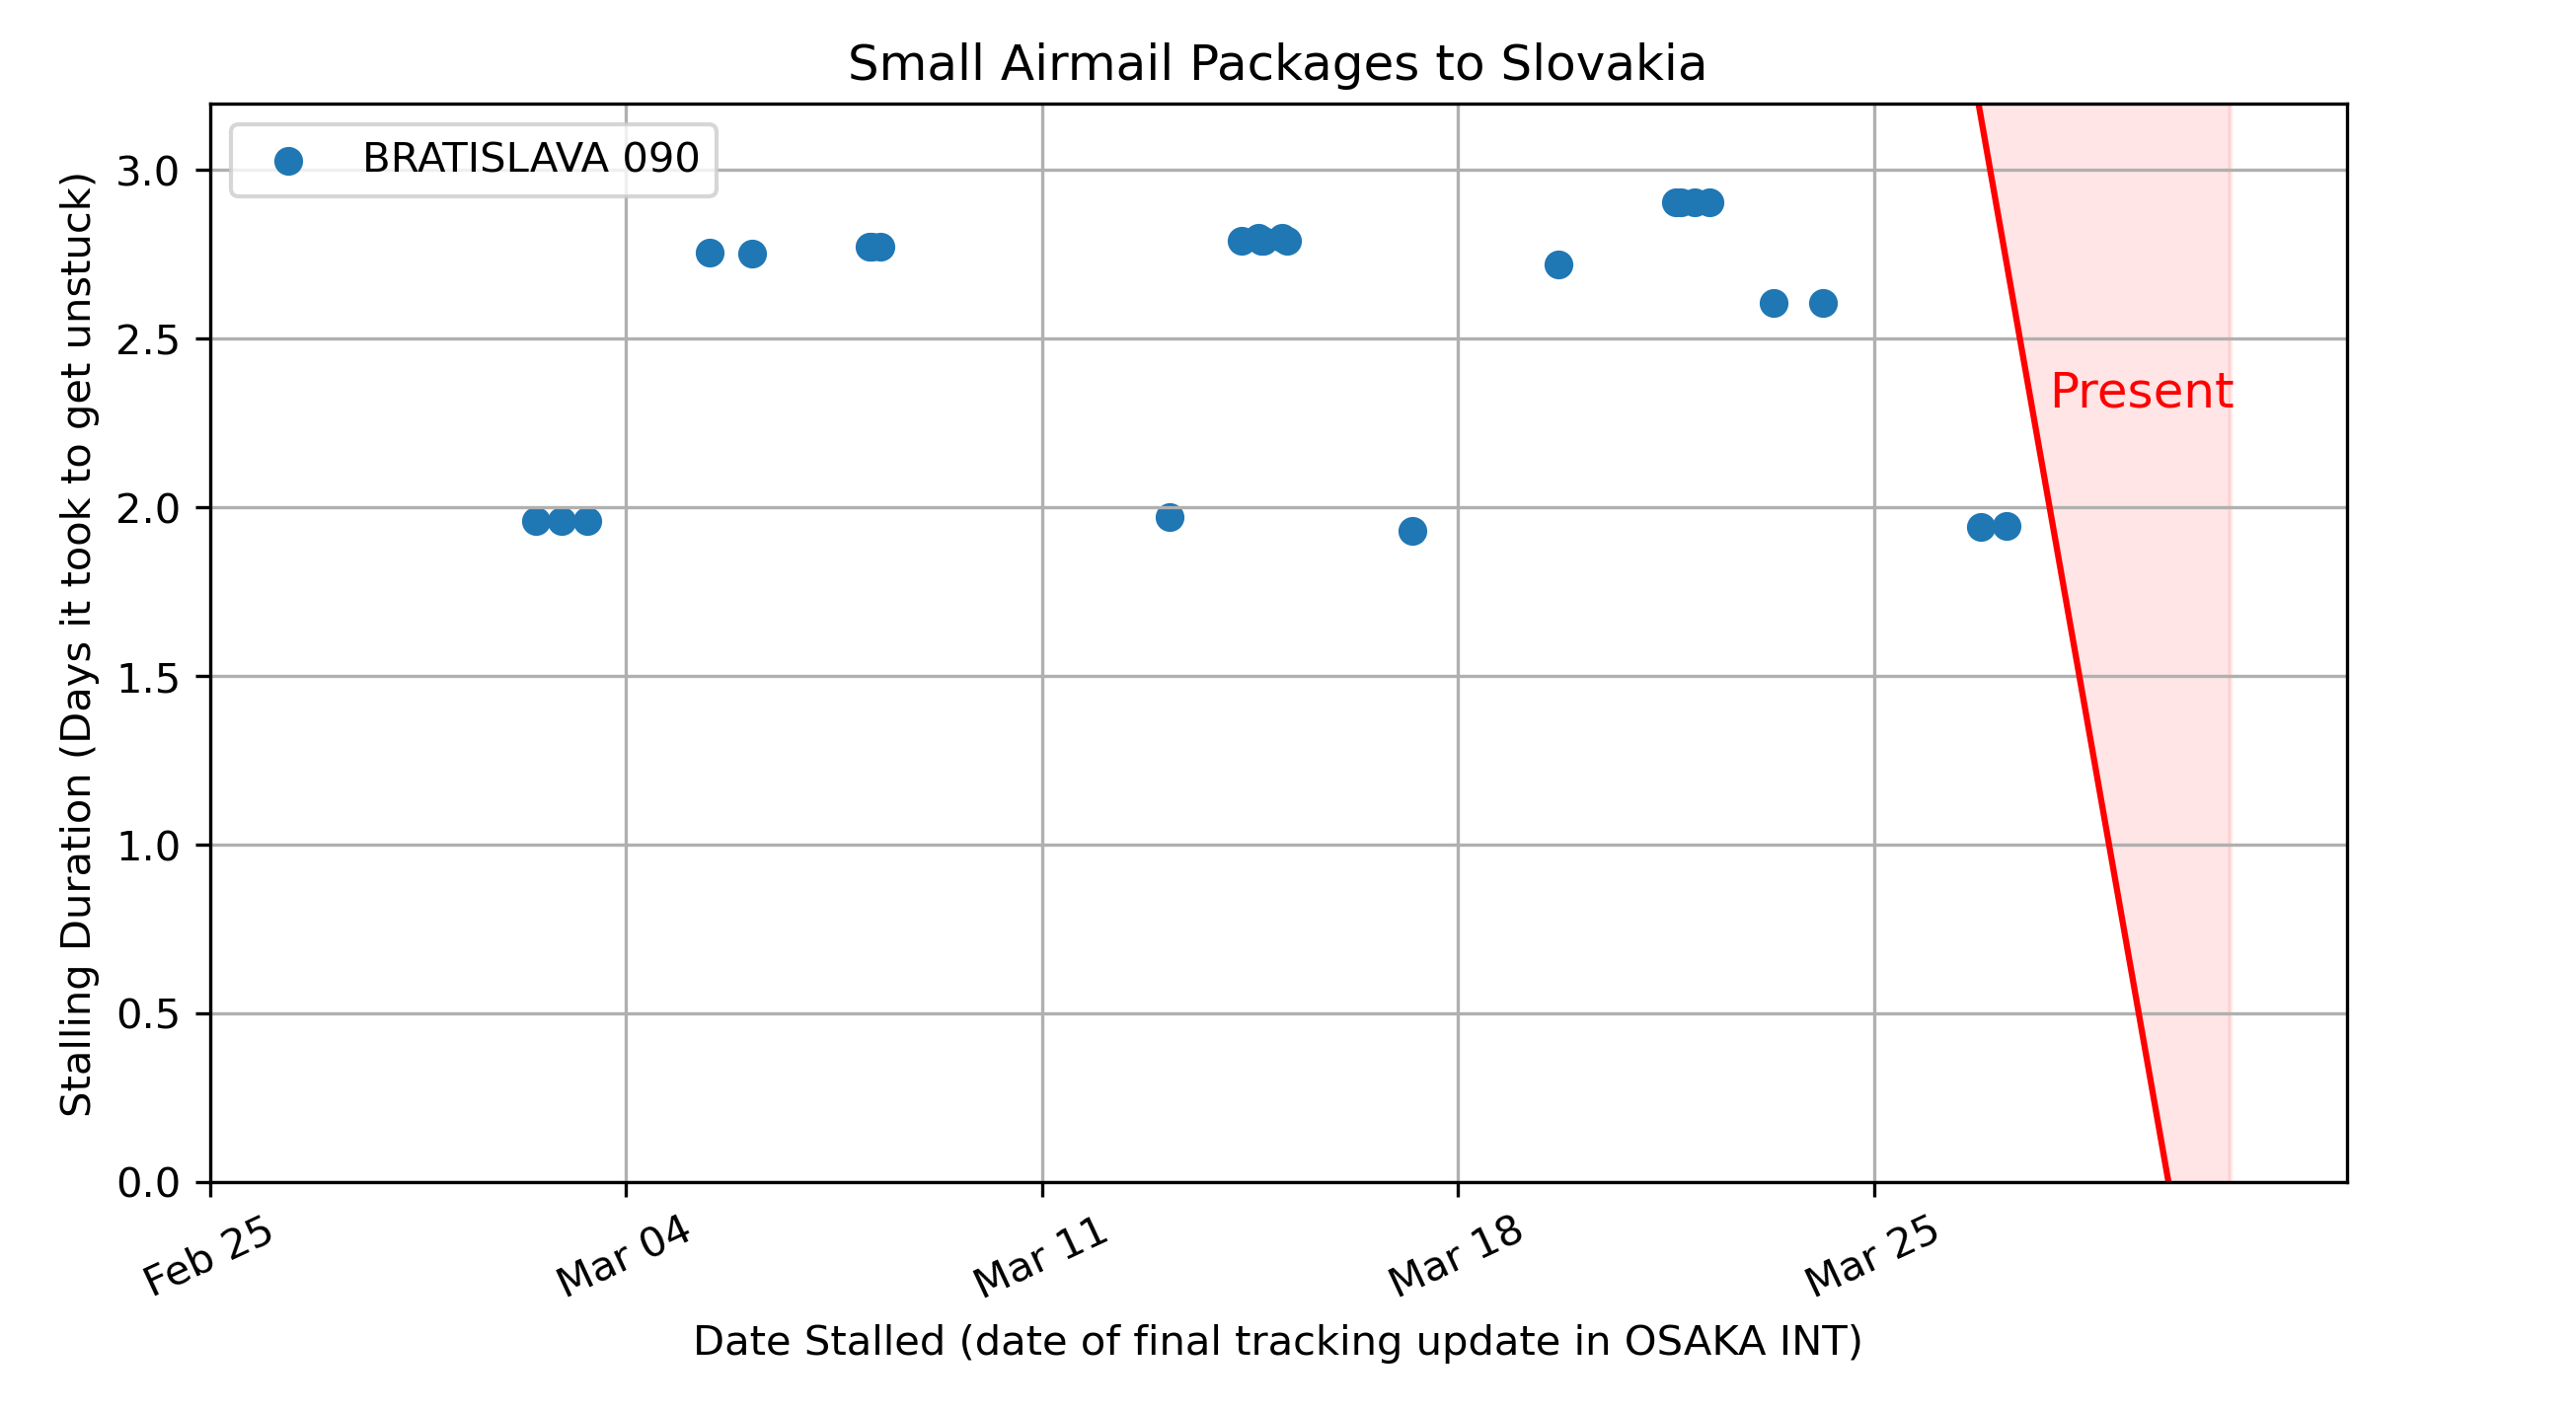 Small Airmail Packages to Slovakia
BRATISLAVA 090
Present
Stalling Duration (Days it took to get unstuck)
3.0
2.5
2.0
1.5
1.0
0.5
0.0
Feb 25
Mar 04
Mar 11
Mar 18
Mar 25
Date Stalled (date of final tracking update in OSAKA INT)